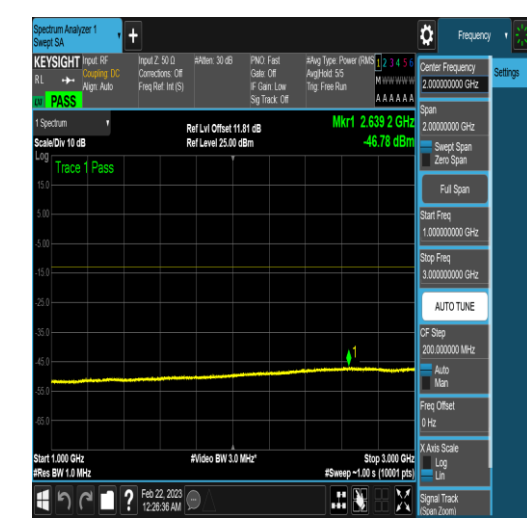 Spectrum Analyzer 1
Swept SA
Frequency
KEYSIGHT
RL
LXI PASS
Input: RF
Coupling: DC
Align: Auto
Input Z: 50 Ω
Corrections: Off
Freq Ref: Int (S)
#Atten: 30 dB
PNO: Fast
Gate: Off
IF Gain: Low
Sig Track: Off
#Avg Type: Power (RMS
Avg|Hold: 5/5
Trig: Free Run
1 2 3 4 5 6
M W W W W W
A A A A A A
Center Frequency
2.000000000 GHz
Settings
1 Spectrum
Scale/Div 10 dB
Ref Lvl Offset 11.81 dB
Ref Level 25.00 dBm
Mkr1 2.639 2 GHz
-46.78 dBm
Log
Trace 1 Pass
15.0
5.00
-5.00
-15.0
-25.0
-35.0
-45.0
-55.0
-65.0
1
Start 1.000 GHz
#Res BW 1.0 MHz
#Video BW 3.0 MHz*
Stop 3.000 GHz
#Sweep ~1.00 s (10001 pts)
Span
2.00000000 GHz
Swept Span
Zero Span
Full Span
Start Freq
1.000000000 GHz
Stop Freq
3.000000000 GHz
AUTO TUNE
CF Step
200.000000 MHz
Auto
Man
Freq Offset
0 Hz
X Axis Scale
Log
Lin
Signal Track
(Span Zoom)
?
Feb 22, 2023
12:26:36 AM